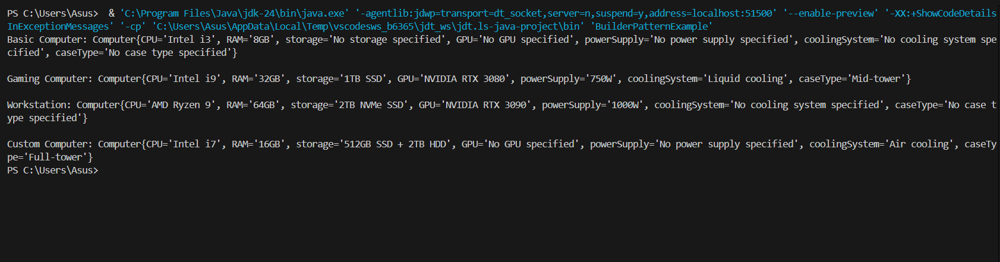 PS C:\Users\Asus>  & 'C:\Program Files\Java\jdk-24\bin\java.exe' '-agentlib:jdwp=transport=dt_socket,server=n,suspend=y,address=localhost:51500' '--enable-preview' '-XX:+ShowCodeDetails
InExceptionMessages' '-cp' 'C:\Users\Asus\AppData\Local\Temp\vscodesws_b6365\jdt_ws\jdt.ls-java-project\bin' 'BuilderPatternExample'
Basic Computer: Computer{CPU='Intel i3', RAM='8GB', storage='No storage specified', GPU='No GPU specified', powerSupply='No power supply specified', coolingSystem='No cooling system spe
cified', caseType='No case type specified'}

Gaming Computer: Computer{CPU='Intel i9', RAM='32GB', storage='1TB SSD', GPU='NVIDIA RTX 3080', powerSupply='750W', coolingSystem='Liquid cooling', caseType='Mid-tower'}

Workstation: Computer{CPU='AMD Ryzen 9', RAM='64GB', storage='2TB NVMe SSD', GPU='NVIDIA RTX 3090', powerSupply='1000W', coolingSystem='No cooling system specified', caseType='No case t
ype specified'}

Custom Computer: Computer{CPU='Intel i7', RAM='16GB', storage='512GB SSD + 2TB HDD', GPU='No GPU specified', powerSupply='No power supply specified', coolingSystem='Air cooling', caseTy
pe='Full-tower'}
PS C:\Users\Asus>